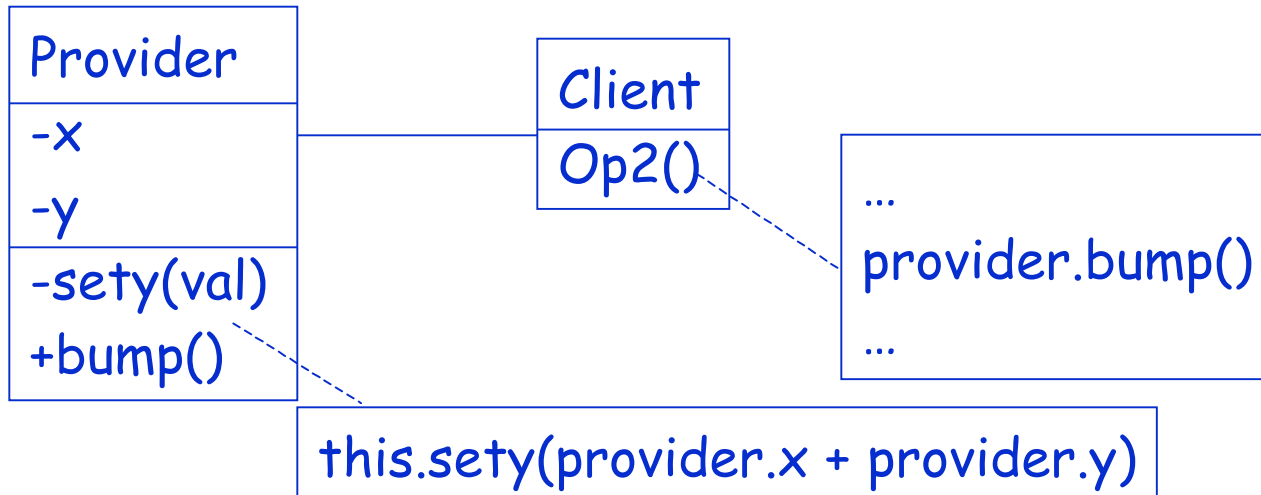 Provider
-x
-y
-sety(val)
+bump()
Client
Op2()
...
provider.bump()
...
this.sety(provider.x + provider.y)